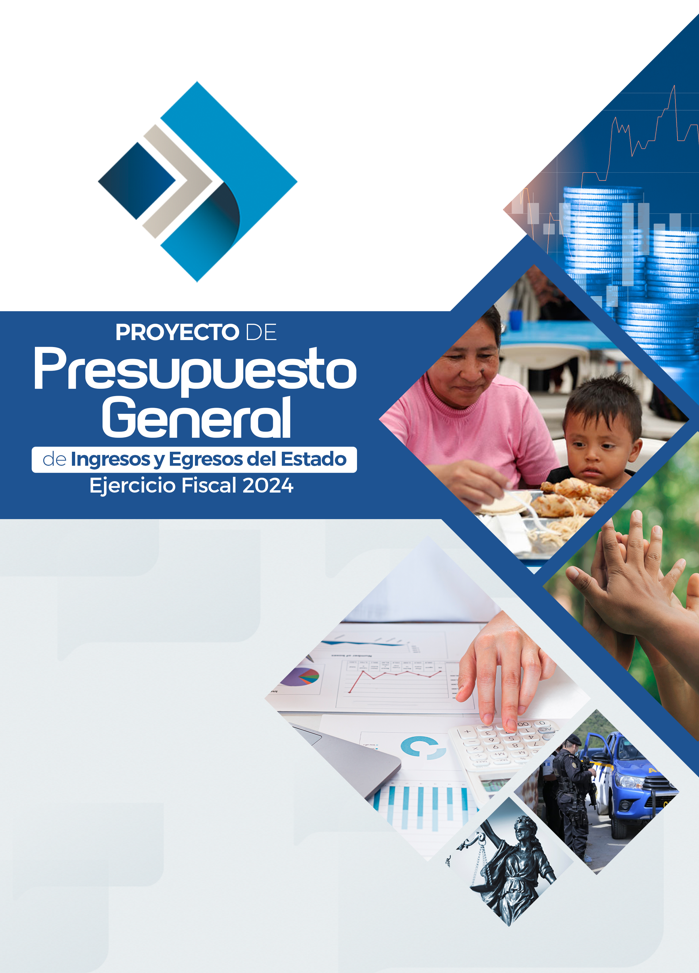 PROYECTO DE
Presupuesto
General
de Ingresos y Egresos del Estado
Ejercicio Fiscal 2024